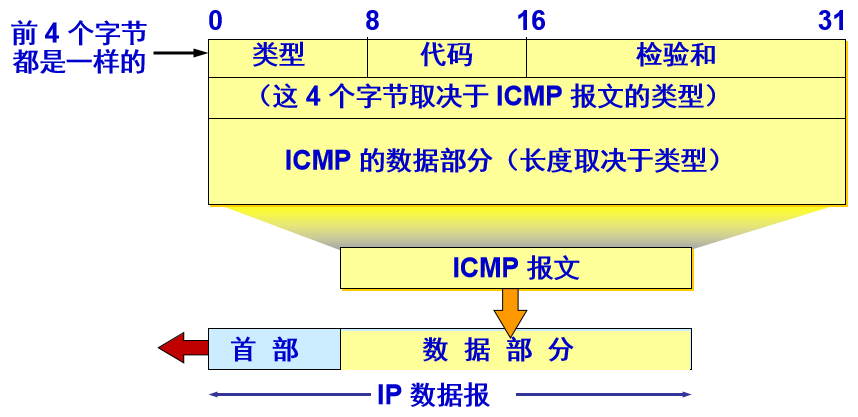 0 8 16 31
前 4 个字节
都是一样的
类型 代码 检验和
（这 4 个字节取决于 ICMP 报文的类型）
ICMP 的数据部分（长度取决于类型）
ICMP 报文
首 部 数 据 部 分
IP 数据报